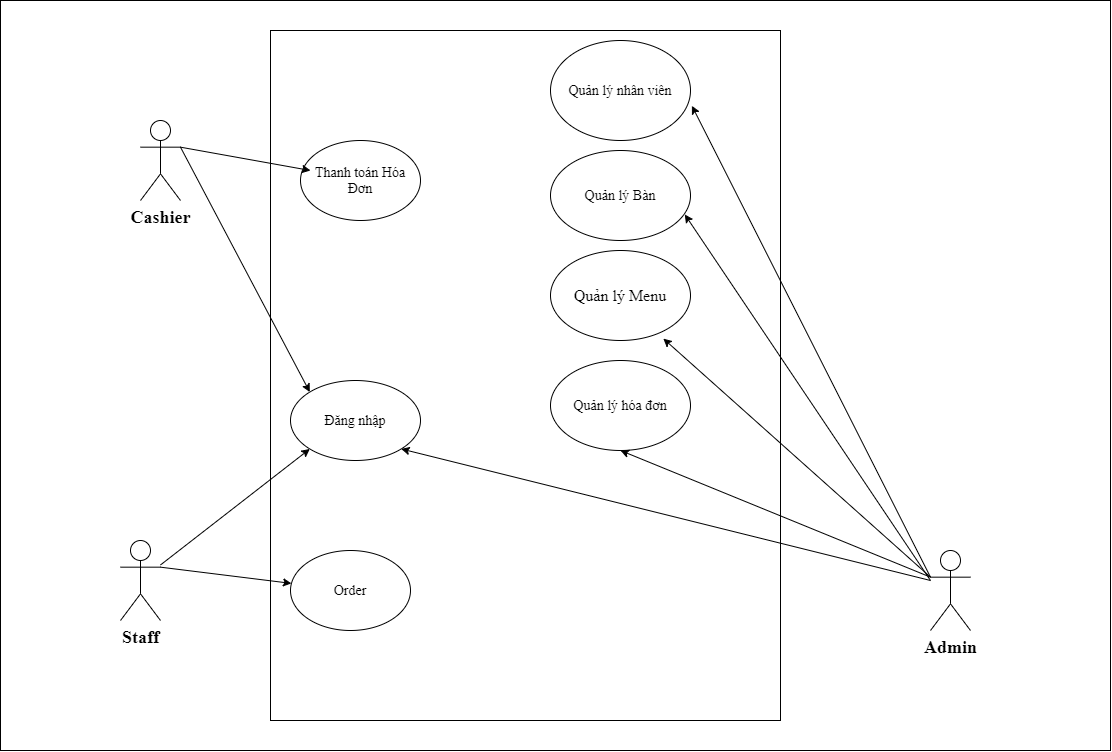 Quản lý nhân viên
Thanh toán Hóa
Đơn
Quản lý Bàn
Cashier
Quản lý Menu
Quản lý hóa đơn
Đăng nhập
Order
Staff
Admin